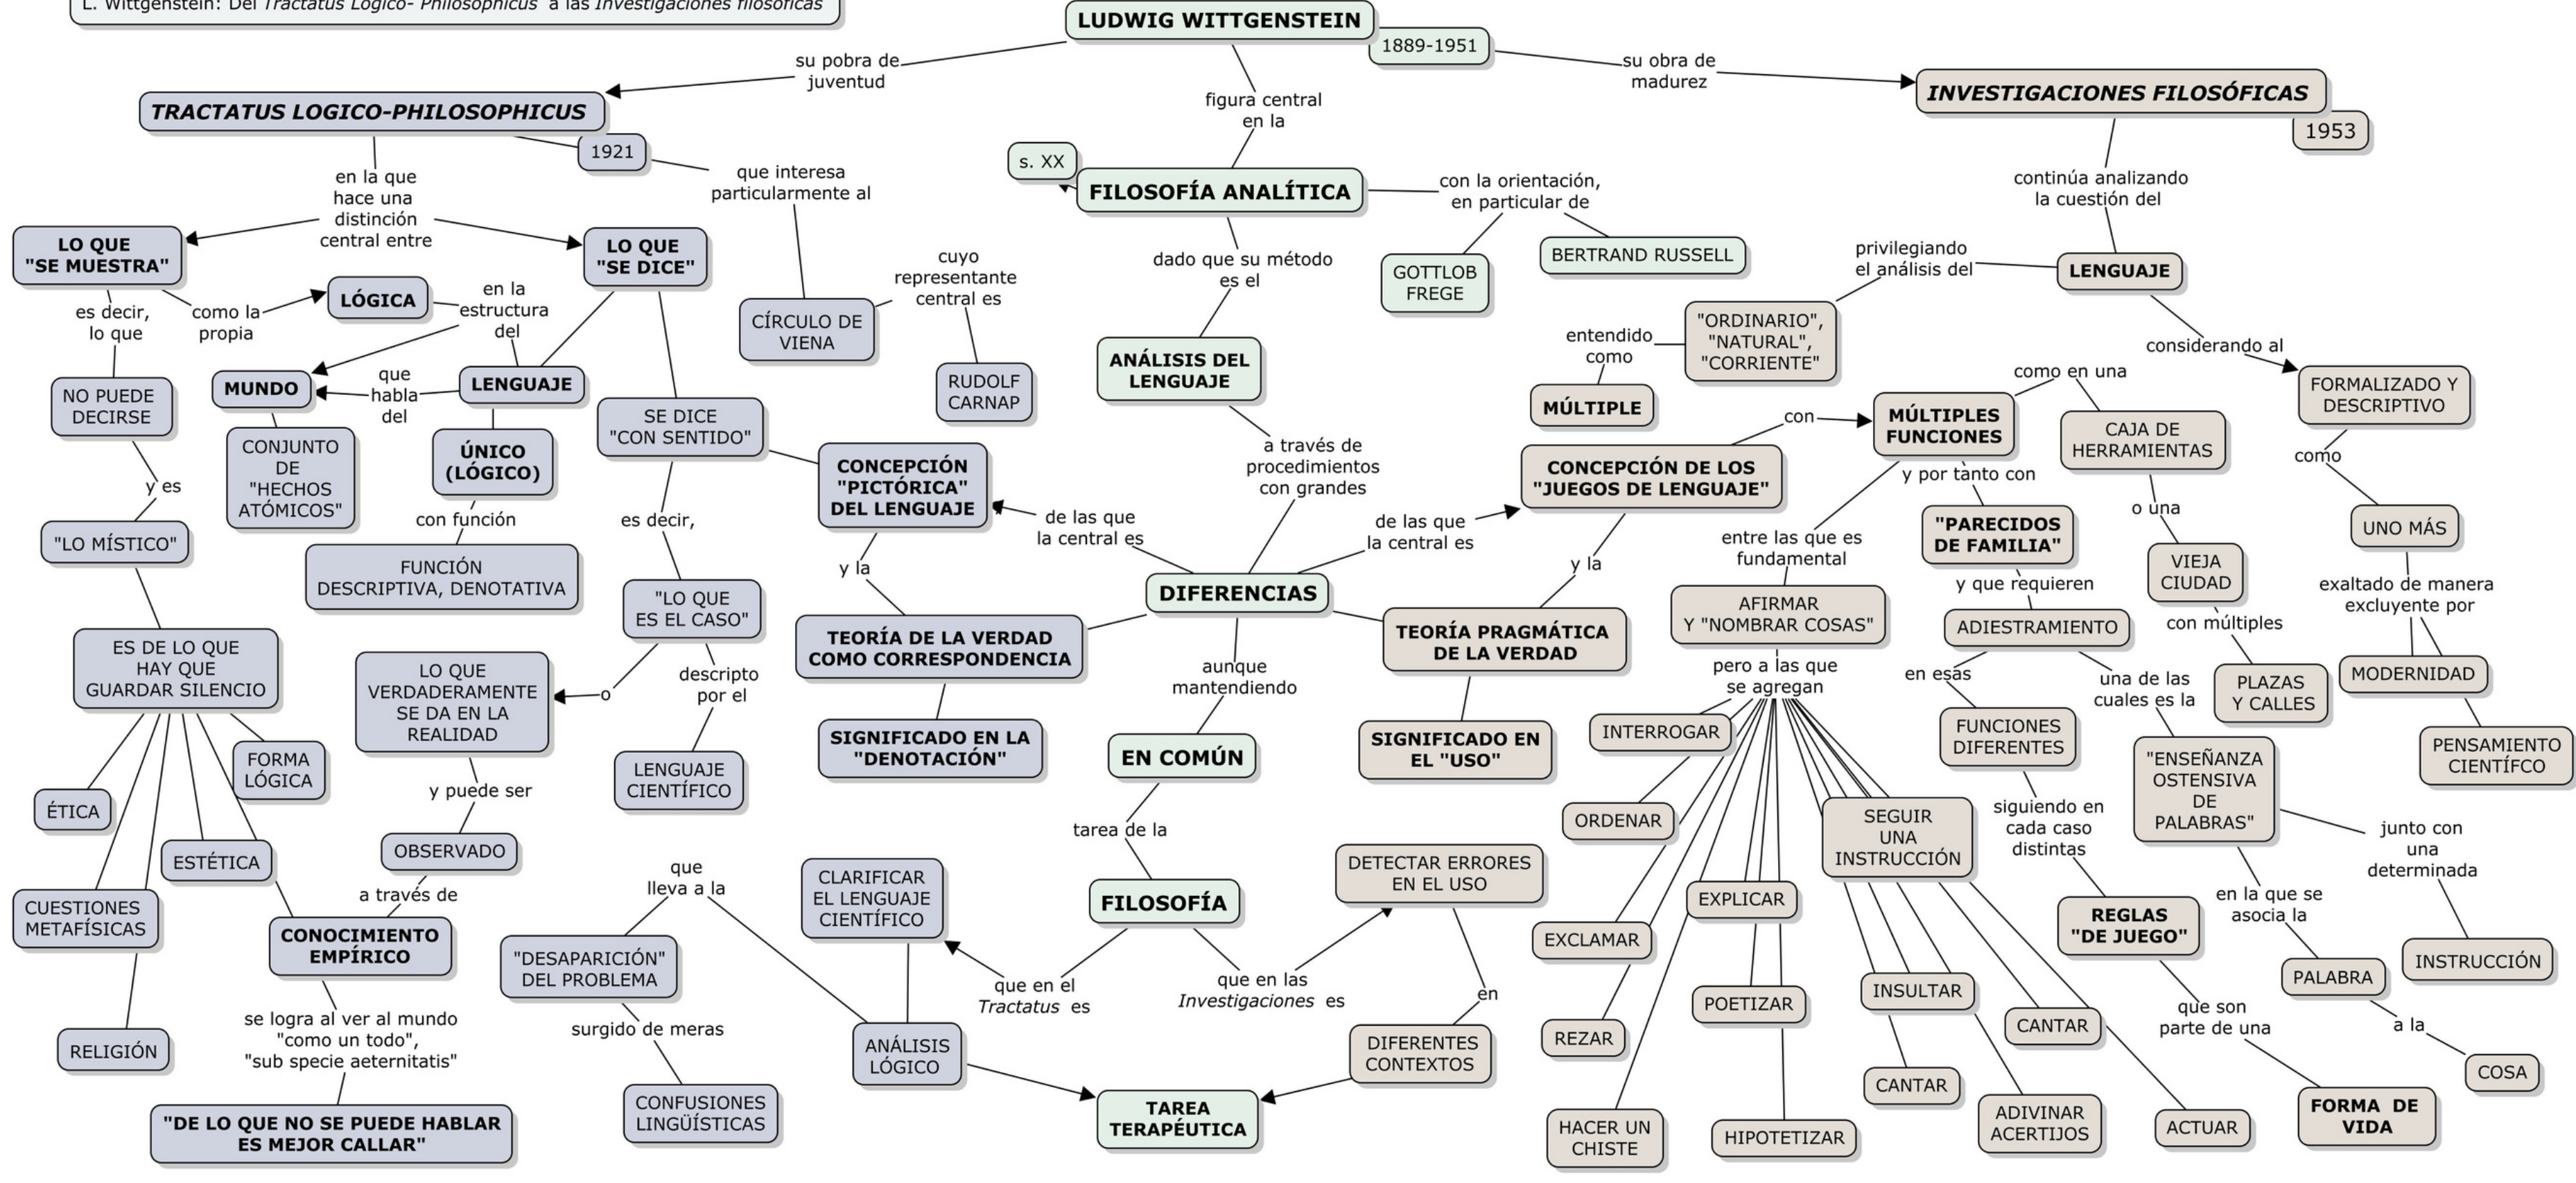 L. Wittgenstein: Del Tractatus Logico- Philosophicus a las Investigaciones filosóficas
LUDWIG WITTGENSTEIN
1889-1951
su pobra de
juventud
su obra de
madurez
figura central
en la
TRACTATUS LOGICO-PHILOSOPHICUS
1921
INVESTIGACIONES FILOSÓFICAS
1953
en la que
hace una
distinción
central entre
que interesa
particularmente al
s. XX
FILOSOFÍA ANALÍTICA
con la orientación,
en particular de
GOTTLOB
FREGE
BERTRAND RUSSELL
continúa analizando
la cuestión del
LO QUE
"SE MUESTRA"
LO QUE
"SE DICE"
es decir,
lo que
como la
propia
LÓGICA
en la
estructura
del
CÍRCULO DE
VIENA
cuyo
representante
central es
RUDOLF
CARNAP
dado que su método
es el
ANÁLISIS DEL
LENGUAJE
privilegiando
el análisis del
LENGUAJE
"ORDINARIO",
"NATURAL",
"CORRIENTE"
entendido
como
MÚLTIPLE
considerando al
FORMALIZADO Y
DESCRIPTIVO
como
UNO MÁS
exaltado de manera
excluyente por
MODERNIDAD
PENSAMIENTO
CIENTÍFCO
NO PUEDE
DECIRSE
MUNDO
que
habla
del
LENGUAJE
CONJUNTO
DE
"HECHOS
ATÓMICOS"
ÚNICO
(LÓGICO)
con función
FUNCIÓN
DESCRIPTIVA, DENOTATIVA
SE DICE
"CON SENTIDO"
CONCEPCIÓN
"PICTÓRICA"
DEL LENGUAJE
a través de
procedimientos
con grandes
CONCEPCIÓN DE LOS
"JUEGOS DE LENGUAJE"
con
MÚLTIPLES
FUNCIONES
como en una
CAJA DE
HERRAMIENTAS
o una
VIEJA
CIUDAD
con múltiples
PLAZAS
Y CALLES
y es
"LO MÍSTICO"
es decir,
de las que
la central es
de las que
la central es
y la
DIFERENCIAS
y la
entre las que es
fundamental
AFIRMAR
Y "NOMBRAR COSAS"
y por tanto con
"PARECIDOS
DE FAMILIA"
y que requieren
ADIESTRAMIENTO
en esas
FUNCIONES
DIFERENTES
una de las
cuales es la
"ENSEÑANZA
OSTENSIVA
DE
PALABRAS"
ES DE LO QUE
HAY QUE
GUARDAR SILENCIO
"LO QUE
ES EL CASO"
o
LO QUE
VERDADERAMENTE
SE DA EN LA
REALIDAD
descripto
por el
LENGUAJE
CIENTÍFICO
TEORÍA DE LA VERDAD
COMO CORRESPONDENCIA
SIGNIFICADO EN LA
"DENOTACIÓN"
aunque
mantendiendo
EN COMÚN
TEORÍA PRAGMÁTICA
DE LA VERDAD
SIGNIFICADO EN
EL "USO"
pero a las que
se agregan
INTERROGAR
ORDENAR
EXCLAMAR
REZAR
HACER UN
CHISTE
EXPLICAR
POETIZAR
HIPOTETIZAR
SEGUIR
UNA
INSTRUCCIÓN
INSULTAR
CANTAR
CANTAR
ADIVINAR
ACERTIJOS
ACTUAR
siguiendo en
cada caso
distintas
REGLAS
"DE JUEGO"
que son
parte de una
FORMA DE
VIDA
junto con
una
determinada
INSTRUCCIÓN
en la que se
asocia la
PALABRA
a la
COSA
ÉTICA
CUESTIONES
METAFÍSICAS
RELIGIÓN
ESTÉTICA
FORMA
LÓGICA
y puede ser
OBSERVADO
a través de
CONOCIMIENTO
EMPÍRICO
se logra al ver al mundo
"como un todo",
"sub specie aeternitatis"
"DE LO QUE NO SE PUEDE HABLAR
ES MEJOR CALLAR"
que
lleva a la
"DESAPARICIÓN"
DEL PROBLEMA
surgido de meras
CONFUSIONES
LINGÜÍSTICAS
CLARIFICAR
EL LENGUAJE
CIENTÍFICO
ANÁLISIS
LÓGICO
tarea de la
FILOSOFÍA
que en el
Tractatus es
que en las
Investigaciones es
DETECTAR ERRORES
EN EL USO
en
DIFERENTES
CONTEXTOS
TAREA
TERAPÉUTICA